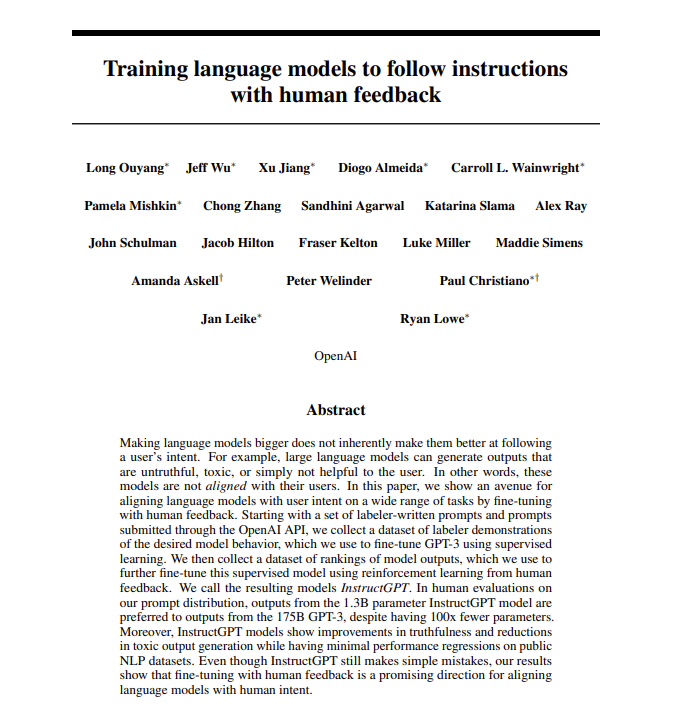 Training language models to follow instructions
with human feedback
Long Ouyang* Jeff Wu* Xu Jiang* Diogo Almeida* Carroll L. Wainwright*
Pamela Mishkin* Chong Zhang Sandhini Agarwal Katarina Slama Alex Ray
John Schulman Jacob Hilton Fraser Kelton Luke Miller Maddie Simens
Amanda Askell† Peter Welinder Paul Christiano*†
Jan Leike* Ryan Lowe*
OpenAI
Abstract
Making language models bigger does not inherently make them better at following
a user's intent. For example, large language models can generate outputs that
are untruthful, toxic, or simply not helpful to the user. In other words, these
models are not aligned with their users. In this paper, we show an avenue for
aligning language models with user intent on a wide range of tasks by fine-tuning
with human feedback. Starting with a set of labeler-written prompts and prompts
submitted through the OpenAI API, we collect a dataset of labeler demonstrations
of the desired model behavior, which we use to fine-tune GPT-3 using supervised
learning. We then collect a dataset of rankings of model outputs, which we use to
further fine-tune this supervised model using reinforcement learning from human
feedback. We call the resulting models InstructGPT. In human evaluations on
our prompt distribution, outputs from the 1.3B parameter InstructGPT model are
preferred to outputs from the 175B GPT-3, despite having 100x fewer parameters.
Moreover, InstructGPT models show improvements in truthfulness and reductions
in toxic output generation while having minimal performance regressions on public
NLP datasets. Even though InstructGPT still makes simple mistakes, our results
show that fine-tuning with human feedback is a promising direction for aligning
language models with human intent.